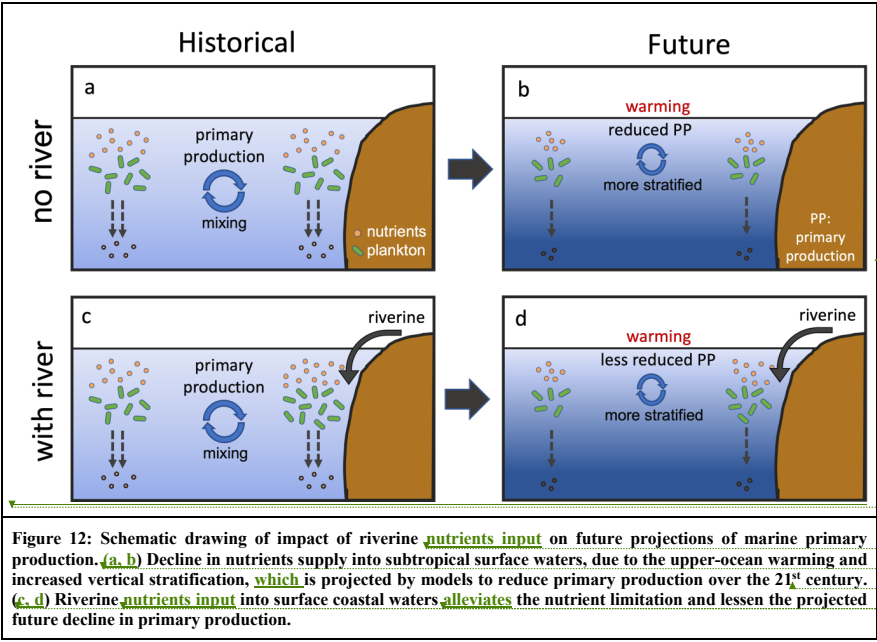 Historical
Future
no river
a
primary
production
mixing
nutrients
plankton
b
warming
reduced PP
more stratified
PP:
primary
production
with river
c
riverine
primary
production
mixing
d
riverine
warming
less reduced PP
more stratified
Figure 12: Schematic drawing of impact of riverine nutrients input on future projections of marine primary
production. (a, b) Decline in nutrients supply into subtropical surface waters, due to the upper-ocean warming and
increased vertical stratification, which is projected by models to reduce primary production over the 21st century.
(c, d) Riverine nutrients input into surface coastal waters alleviates the nutrient limitation and lessen the projected
future decline in primary production.